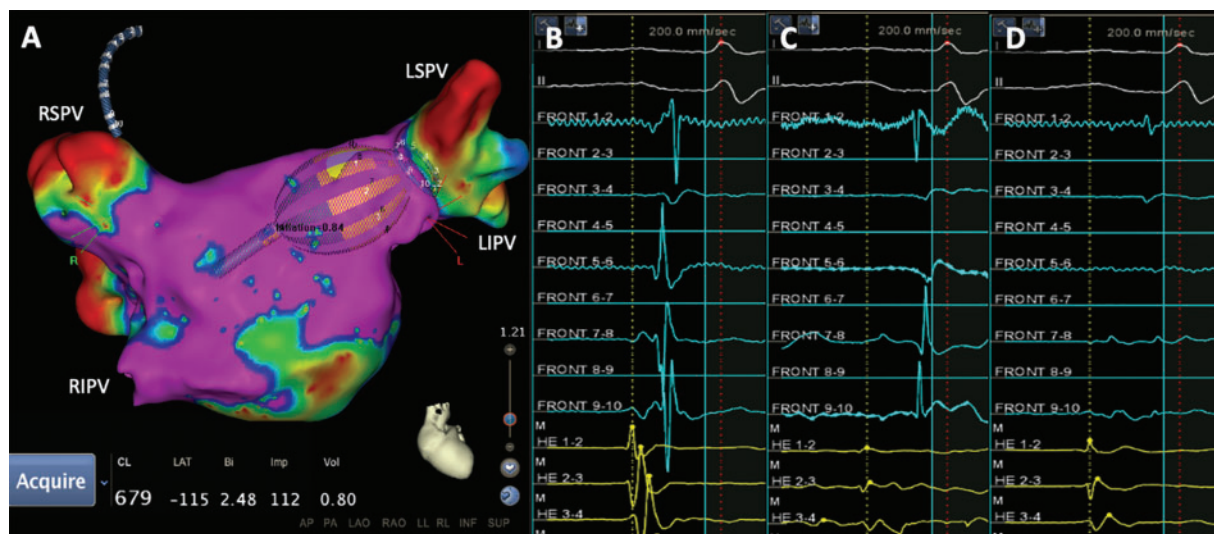 A
LSPV
RSPV
16
Inflation=0.84
LIPV
R
L
RIPV
1.21
Acquire
CL LAT Bi Imp Vol
679 -115 2.48 112 0.80
AP PA LAO RAO LL RL INF SUP
B
200.0 mm/sec
I
II
FRONT 1-2
FRONT 2-3
FRONT 3-4
FRONT 4-5
FRONT 5-6
FRONT 6-7
FRONT 7-8
FRONT 8-9
FRONT 9-10
M
HE 1-2
M
HE 2-3
M
HE 3-4
M
C
200.0 mm/sec
I
II
FRONT 1-2
FRONT 2-3
FRONT 3-4
FRONT 4-5
FRONT 5-6
FRONT 6-7
FRONT 7-8
FRONT 8-9
FRONT 9-10
M
HE 1-2
M
HE 2-3
M
HE 3-4
M
D
200.0 mm/sec
I
II
FRONT 1-2
FRONT 2-3
FRONT 3-4
FRONT 4-5
FRONT 5-6
FRONT 6-7
FRONT 7-8
FRONT 8-9
FRONT 9-10
M
HE 1-2
M
HE 2-3
M
HE 3-4
M